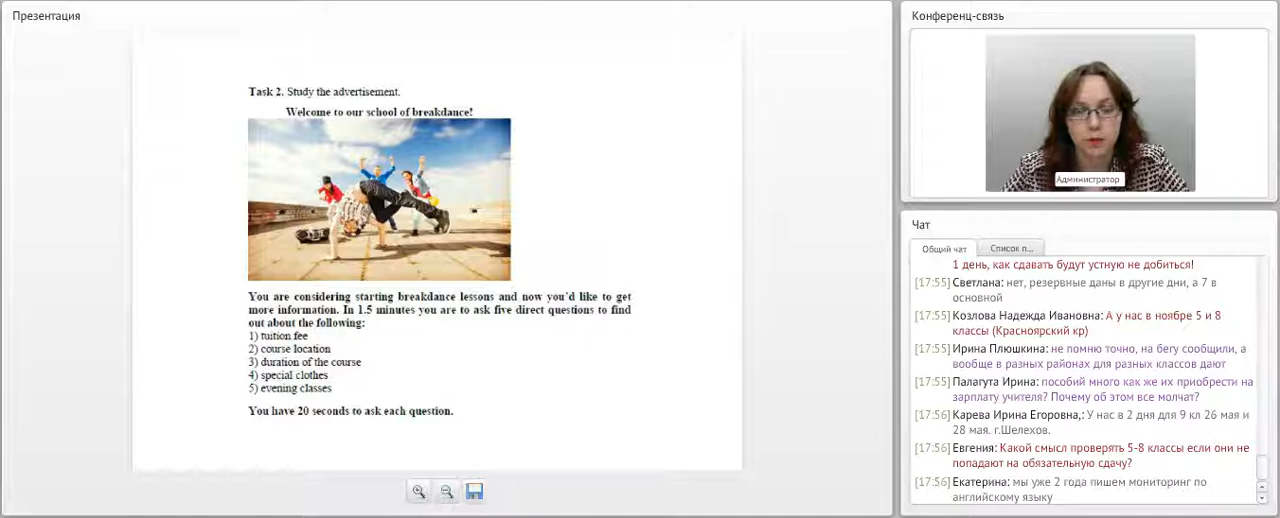 Презентация
Task 2. Study the advertisement.
Welcome to our school of breakdance!
You are considering starting breakdance lessons and now you'd like to get
more information. In 1.5 minutes you are to ask five direct questions to find
out about the following:
1) tuition fee
2) course location
3) duration of the course
4) special clothes
5) evening classes
You have 20 seconds to ask each question.
Конференц-связь
Администратор
Чат
Общий чат
Список п...
1 день, как сдавать будут устную не добиться!
[17:55] Светлана: нет, резервные даны в другие дни, а 7 в
основной
[17:55] Козлова Надежда Ивановна: А у нас в ноябре 5 и 8
классы (Красноярский кр)
[17:55] Ирина Плюшкина: не помню точно, на бегу сообщили, а
вообще в разных районах для разных классов дают
[17:55] Палагута Ирина: пособий много как же их приобрести на
зарплату учителя? Почему об этом все молчат?
[17:56] Карева Ирина Егоровна,: У нас в 2 дня для 9 кл 26 мая и
28 мая. г.Шелехов.
[17:56] Евгения: Какой смысл проверять 5-8 классы если они не
попадают на обязательную сдачу?
[17:56] Екатерина: мы уже 2 года пишем мониторинг по
английскому языку